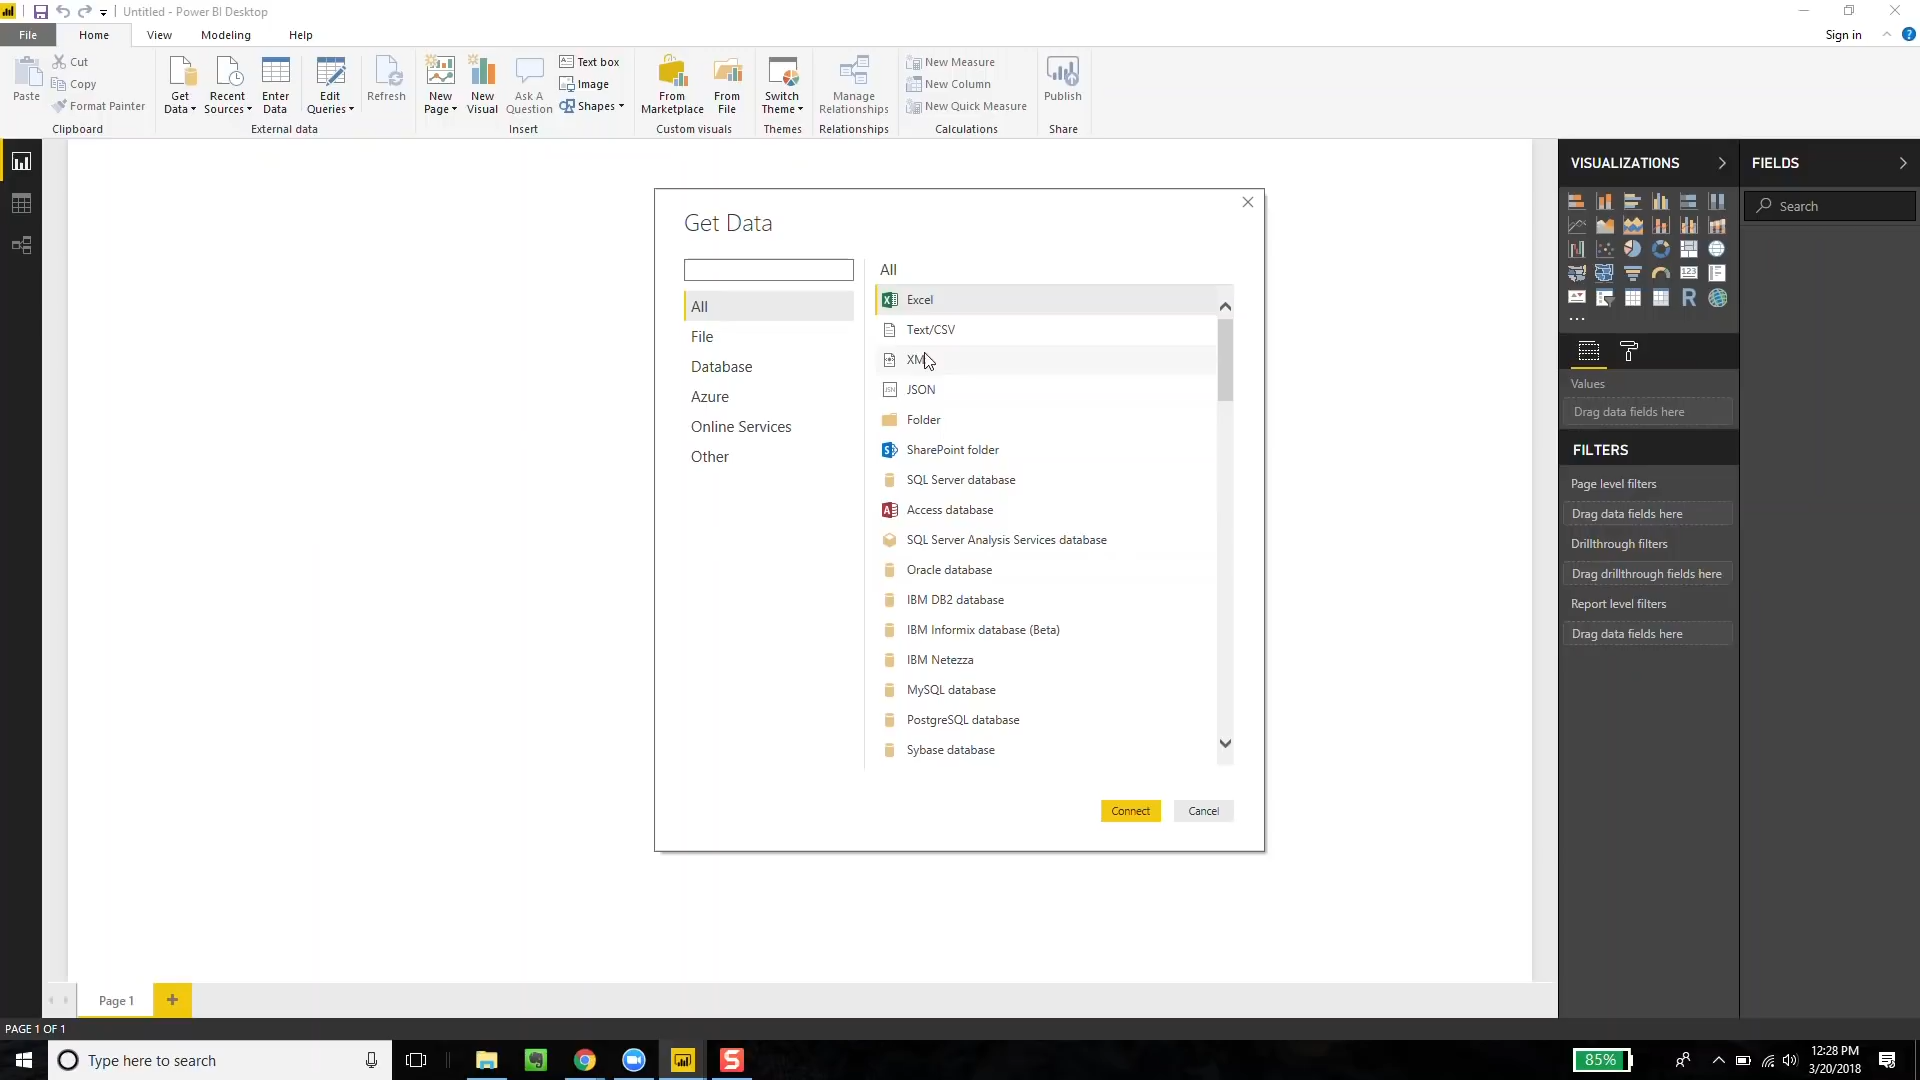 Untitled - Power BI Desktop
File Home View Modeling Help
Sign in
Paste
Cut
Copy
Format Painter
Clipboard
Get Data
Recent Sources
Enter Data
Edit Queries
External data
Refresh
New Page
New Visual
Ask A Question
Text box
Image
Shapes
Insert
From Marketplace
From File
Custom visuals
Switch Theme
Themes
Manage Relationships
Relationships
New Measure
New Column
New Quick Measure
Calculations
Publish
Share
Get Data
All
File
Database
Azure
Online Services
Other
All
Excel
Text/CSV
JSON
Folder
SharePoint folder
SQL Server database
Access database
SQL Server Analysis Services database
Oracle database
IBM DB2 database
IBM Informix database (Beta)
IBM Netezza
MySQL database
PostgreSQL database
Sybase database
Connect
Cancel
VISUALIZATIONS
Values
Drag data fields here
FILTERS
Page level filters
Drag data fields here
Drillthrough filters
Drag drillthrough fields here
Report level filters
Drag data fields here
FIELDS
Search
Page 1
PAGE 1 OF 1
Type here to search
85%
12:28 PM
3/20/2018